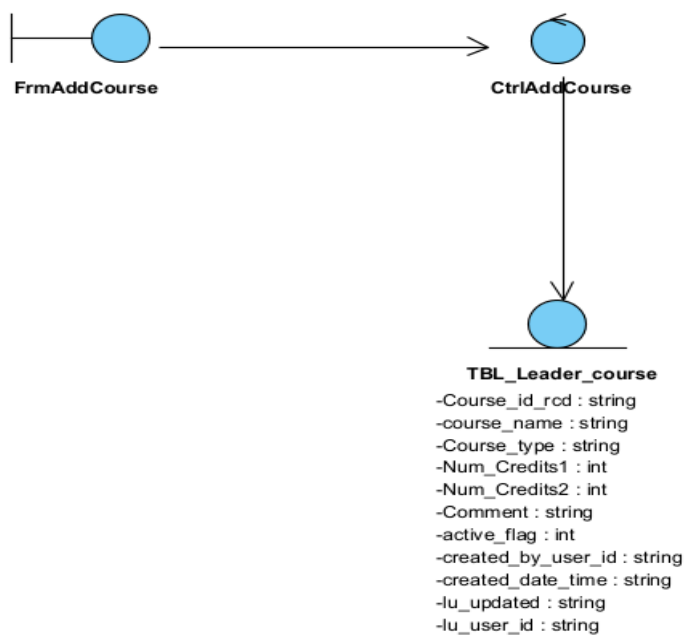 FrmAddCourse
CtrlAddCourse
TBL_Leader_course
-Course_id_rcd : string
-course_name : string
-Course_type : string
-Num_Credits1 : int
-Num_Credits2 : int
-Comment : string
-active_flag : int
-created_by_user_id : string
-created_date_time : string
-lu_updated : string
-lu_user_id : string